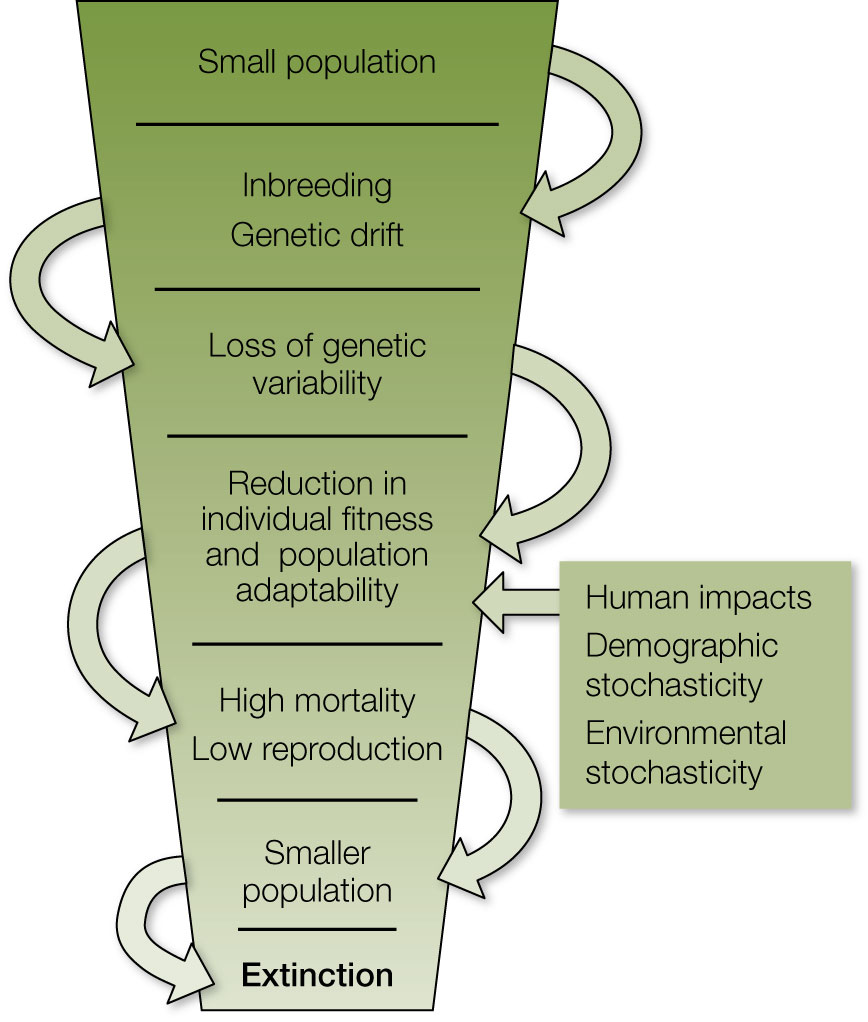 Small population
Inbreeding
Genetic drift
Loss of genetic
variability
Reduction in
individual fitness
and population
adaptability
Human impacts
Demographic
stochasticity
Environmental
stochasticity
High mortality
Low reproduction
Smaller
population
Extinction